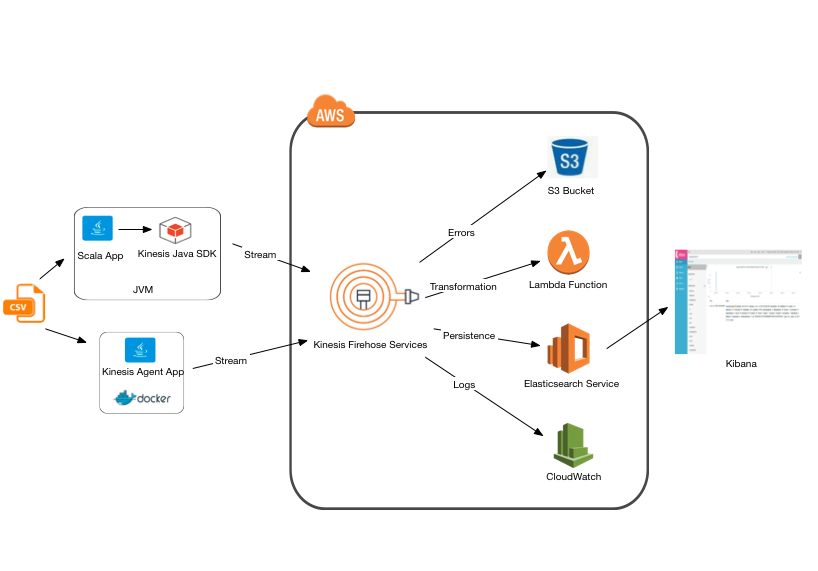 AWS
S3
S3 Bucket
Errors
Scala App
Kinesis Java SDK
JVM
Stream
CSV
Transformation
Lambda Function
Kinesis Firehose Services
Persistence
Elasticsearch Service
Kinesis Agent App
docker
Stream
Logs
CloudWatch
Kibana